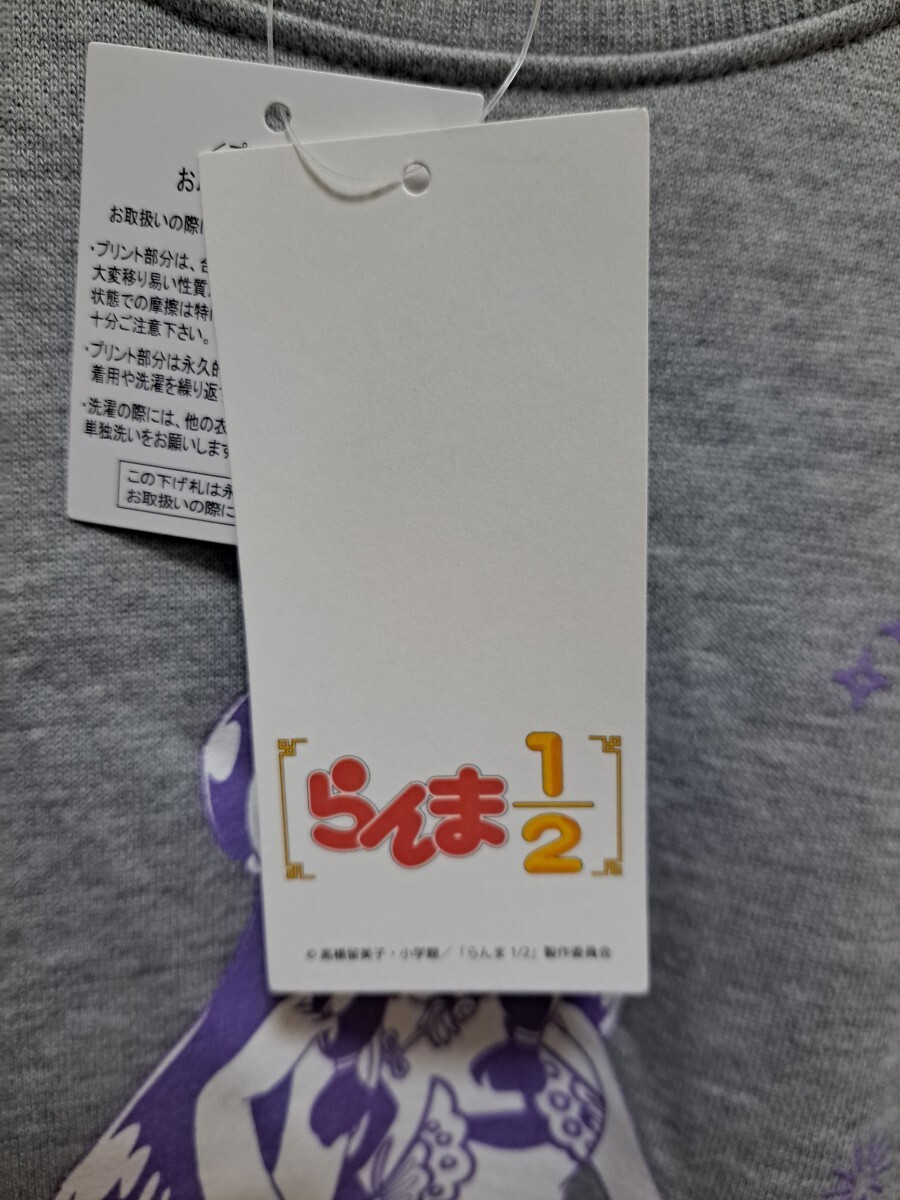 お取扱いの際に
・プリント部分は、
大変移り易い性質
状態での摩擦は特に
十分ご注意下さい。
・プリント部分は永久的
着用や洗濯を繰り返
・洗濯の際には、他の衣
単独洗いをお願いします
この下げ札は永
お取扱いの際に
らんま1/2
©高橋留美子・小学館／「らんま 1/2」製作委員会